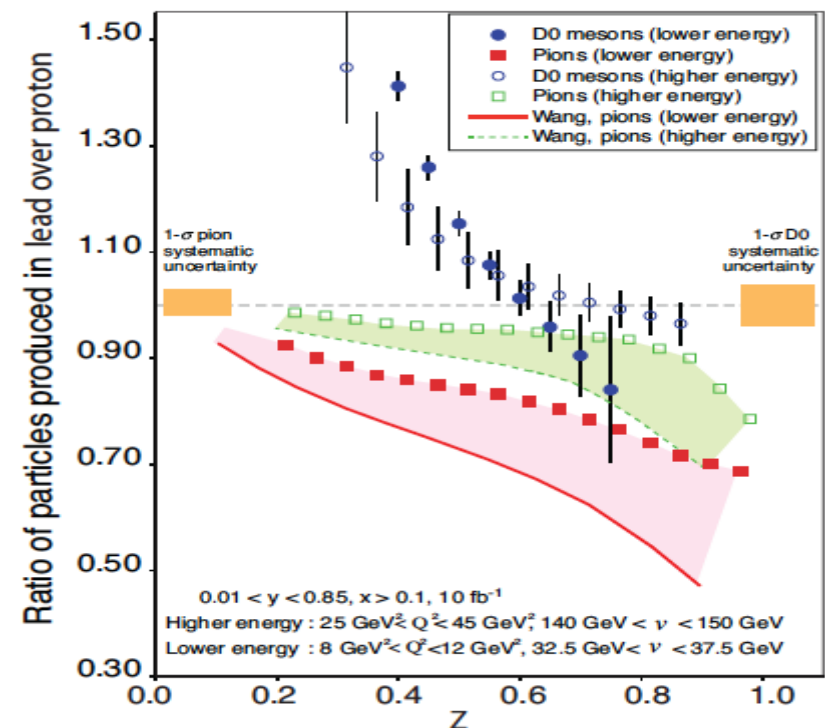 Ratio of particles produced in lead over proton
1.50
1.30
1.10
0.90
0.70
0.50
0.30
D0 mesons (lower energy)
Pions (lower energy)
D0 mesons (higher energy)
Pions (higher energy)
Wang, pions (lower energy)
Wang, pions (higher energy)
1-σ pion
systematic
uncertainty
1-σ D0
systematic
uncertainty
0.01 < y < 0.85, x > 0.1, 10 fb⁻¹
Higher energy : 25 GeV²< Q² < 45 GeV², 140 GeV < ν < 150 GeV
Lower energy : 8 GeV²< Q²<12 GeV², 32.5 GeV< ν < 37.5 GeV
0.0 0.2 0.4 0.6 0.8 1.0
Z